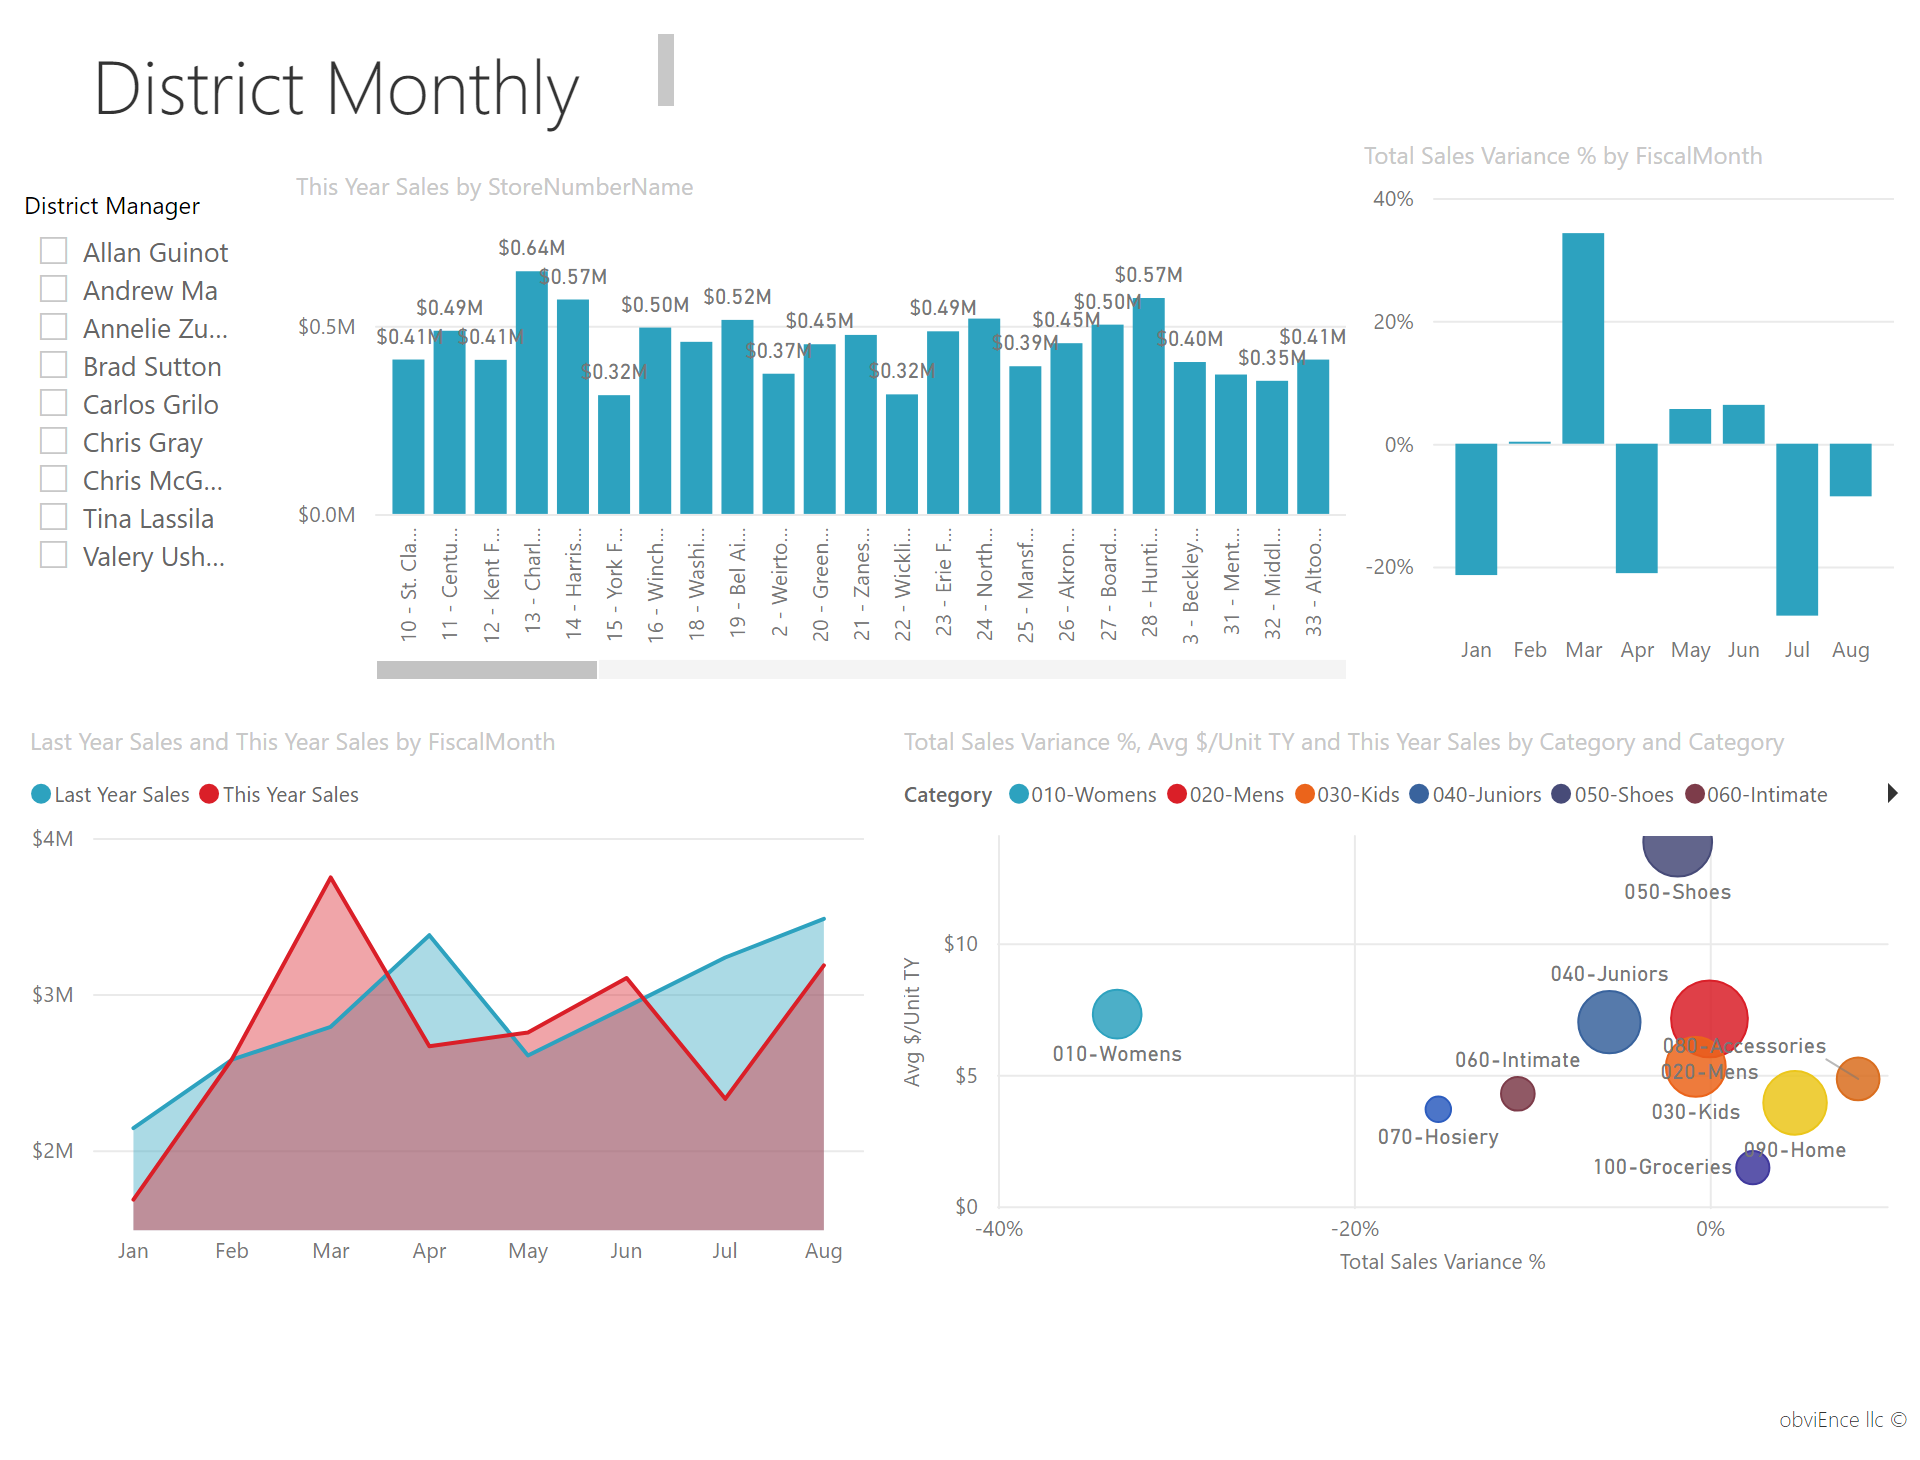 District Monthly
District Manager
Allan Guinot
Andrew Ma
Annelie Zu...
Brad Sutton
Carlos Grilo
Chris Gray
Chris McG...
Tina Lassila
Valery Ush...
This Year Sales by StoreNumberName
$0.5M
$0.0M
$0.41M
$0.49M
$0.41M
$0.64M
$0.57M
$0.32M
$0.50M
$0.52M
$0.37M
$0.45M
$0.32M
$0.49M
$0.39M
$0.45M
$0.50M
$0.57M
$0.40M
$0.35M
$0.41M
10 - St. Cla...
11 - Centu...
12 - Kent F...
13 - Charl...
14 - Harris...
15 - York F...
16 - Winch...
18 - Washi...
19 - Bel Ai...
2 - Weirto...
20 - Green...
21 - Zanes...
22 - Wickli...
23 - Erie F...
24 - North...
25 - Mansf...
26 - Akron...
27 - Board...
28 - Hunti...
3 - Beckley...
31 - Ment...
32 - Middl...
33 - Altoo...
Total Sales Variance % by FiscalMonth
40%
20%
0%
-20%
Jan Feb Mar Apr May Jun Jul Aug
Last Year Sales and This Year Sales by FiscalMonth
Last Year Sales This Year Sales
$4M
$3M
$2M
Jan Feb Mar Apr May Jun Jul Aug
Total Sales Variance %, Avg $/Unit TY and This Year Sales by Category and Category
Category 010-Womens 020-Mens 030-Kids 040-Juniors 050-Shoes 060-Intimate
Avg $/Unit TY
$10
$5
$0
050-Shoes
040-Juniors
010-Womens
080-Accessories
060-Intimate
020-Mens
030-Kids
070-Hosiery
090-Home
100-Groceries
-40% -20% 0%
Total Sales Variance %
obviEnce llc ©